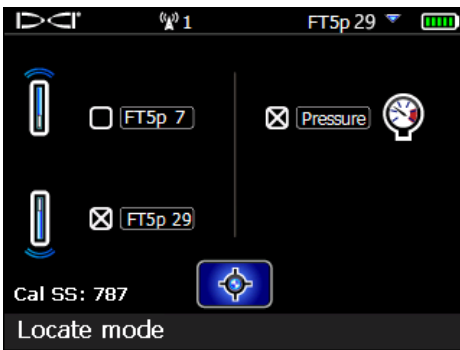 DCI 1 FT5p 29
FT5p 7 Pressure
FT5p 29
Cal SS: 787
Locate mode